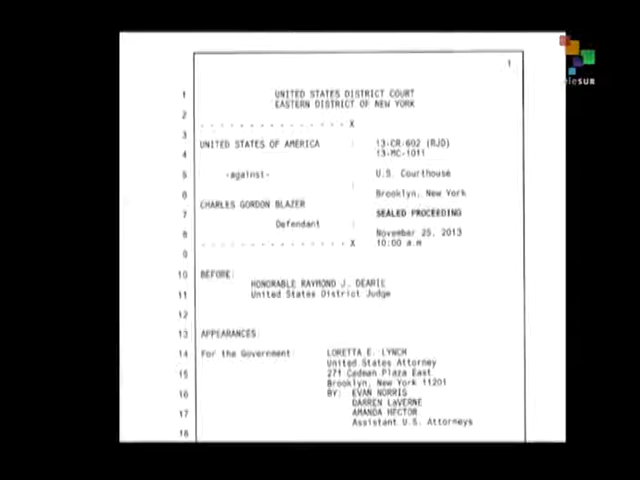 1
1 UNITED STATES DISTRICT COURT
EASTERN DISTRICT OF NEW YORK
2
- - - - - - - - - - - - - - - X
3
UNITED STATES OF AMERICA : 13-CR-602 (RJD)
4 13-MC-1011
5 -against- U.S. Courthouse
6 : Brooklyn, New York
CHARLES GORDON BLAZER
7 SEALED PROCEEDING
Defendant :
8 November 25, 2013
- - - - - - - - - - - - - - - X 10:00 a.m
9
10 BEFORE:
HONORABLE RAYMOND J. DEARIE
11 United States District Judge
12
13 APPEARANCES:
14 For the Government LORETTA E. LYNCH
United States Attorney
15 271 Cadman Plaza East
Brooklyn, New York 11201
16 BY: EVAN NORRIS
DARREN LaVERNE
17 AMANDA HECTOR
Assistant U.S. Attorneys
18
teleSUR